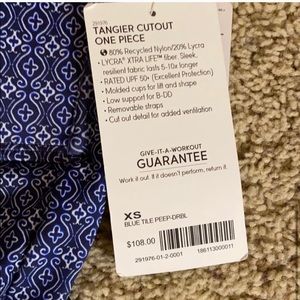 291976
TANGIER CUTOUT
ONE PIECE
80% Recycled Nylon/20% Lycra
• LYCRA® XTRA LIFE™ fiber. Sleek,
resilient fabric lasts 5-10x longer
• RATED UPF 50+ (Excellent Protection)
• Molded cups for lift and shape
• Low support for B-DD
• Removable straps
• Cut out detail for added ventilation
GIVE-IT-A-WORKOUT
GUARANTEE
Work out. If it doesn't perform, return it.
XS
BLUE TILE PEEP-DRBL
$108.00
291976-01-2-0001
186113000011